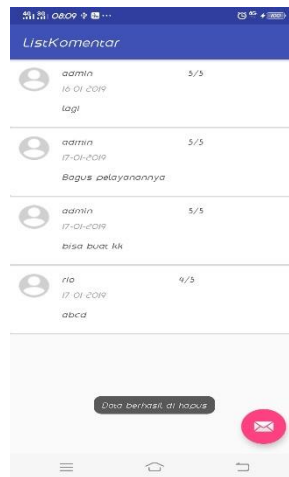 08:09
ListKomentar
admin 5/5
16-01-2019
lagi
admin 5/5
17-01-2019
Bagus pelayanannya
admin 5/5
17-01-2019
bisa buat kk
rio 4/5
17-01-2019
abcd
Data berhasil di hapus